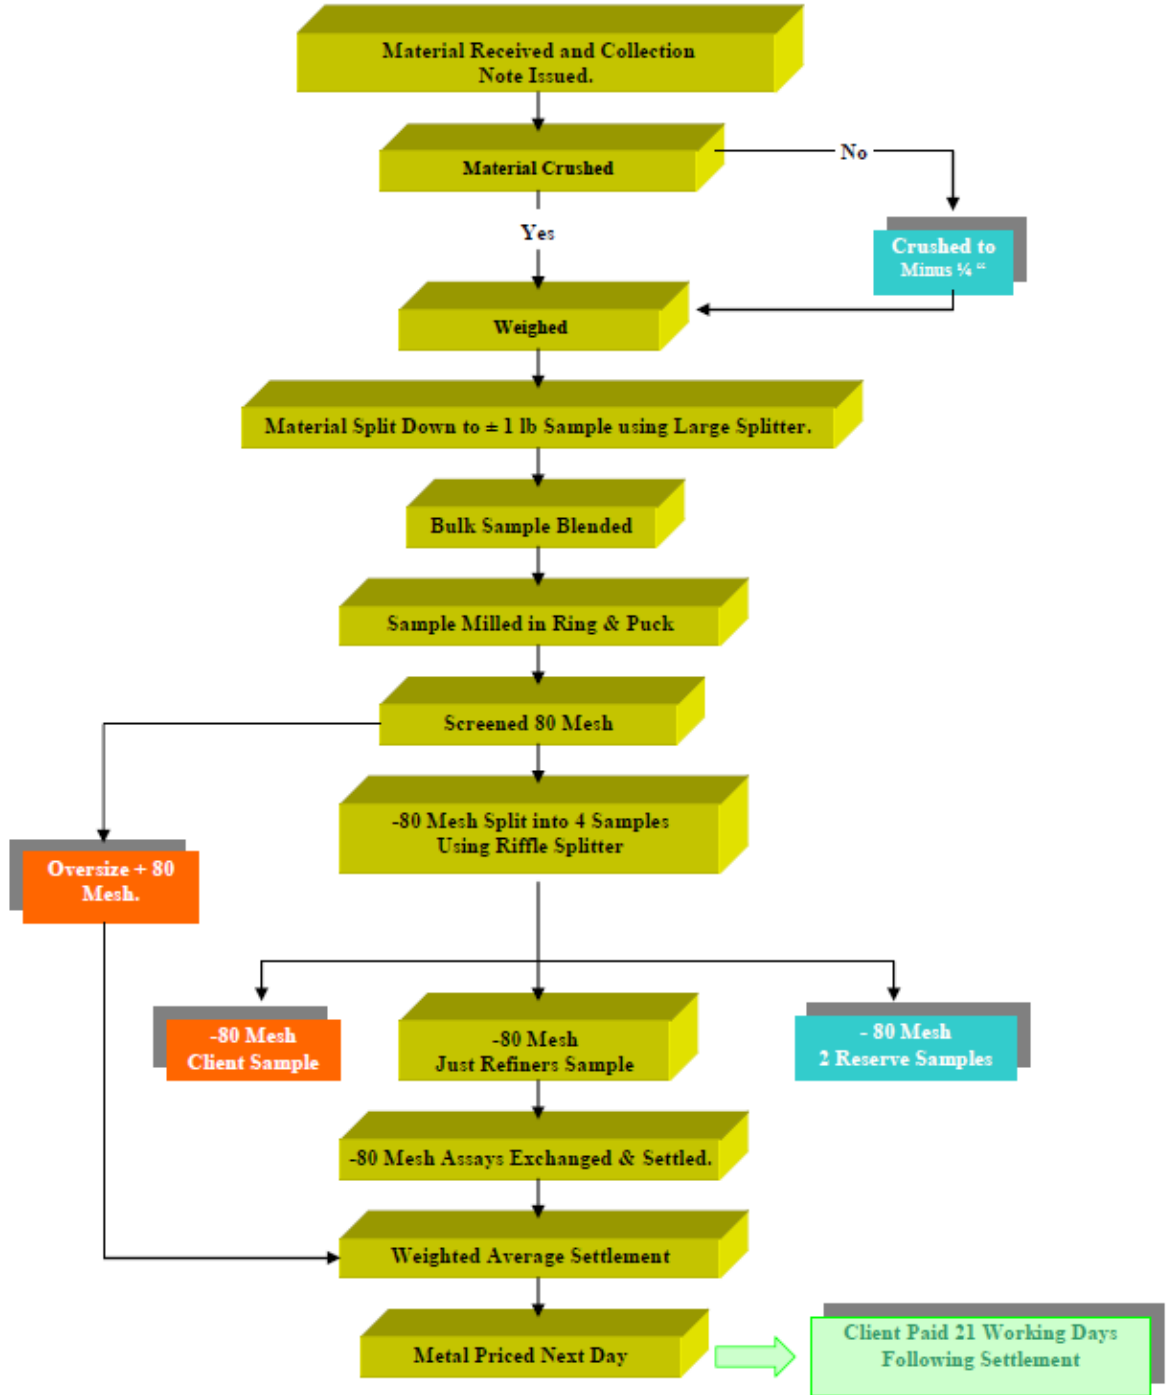 Material Received and Collection
Note Issued.
Material Crushed
No
Yes
Crushed to
Minus ¼ “
Weighed
Material Split Down to ± 1 lb Sample using Large Splitter.
Bulk Sample Blended
Sample Milled in Ring & Puck
Screened 80 Mesh
-80 Mesh Split into 4 Samples
Using Riffle Splitter
Oversize + 80
Mesh.
-80 Mesh
Client Sample
-80 Mesh
Just Refiners Sample
- 80 Mesh
2 Reserve Samples
-80 Mesh Assays Exchanged & Settled.
Weighted Average Settlement
Metal Priced Next Day
Client Paid 21 Working Days
Following Settlement